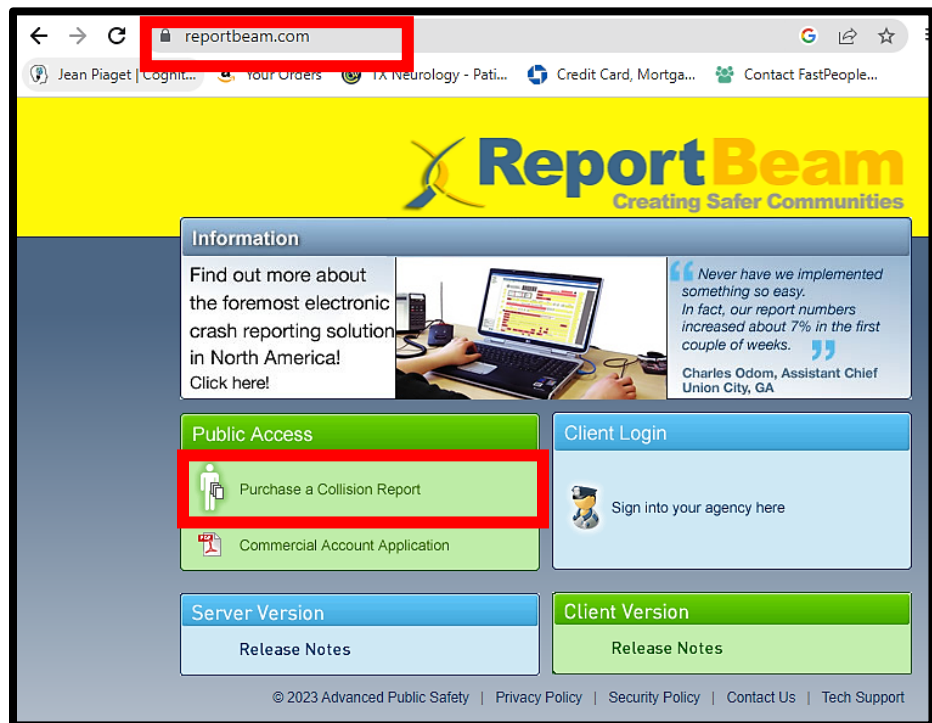 reportbeam.com
Jean Piaget | Cognit... Your Orders TX Neurology - Pati... Credit Card, Mortga... Contact FastPeople...
ReportBeam
Creating Safer Communities
Information
Find out more about
the foremost electronic
crash reporting solution
in North America!
Click here!
Never have we implemented
something so easy.
In fact, our report numbers
increased about 7% in the first
couple of weeks.
Charles Odom, Assistant Chief
Union City, GA
Public Access
Purchase a Collision Report
Commercial Account Application
Client Login
Sign into your agency here
Server Version
Release Notes
Client Version
Release Notes
© 2023 Advanced Public Safety | Privacy Policy | Security Policy | Contact Us | Tech Support